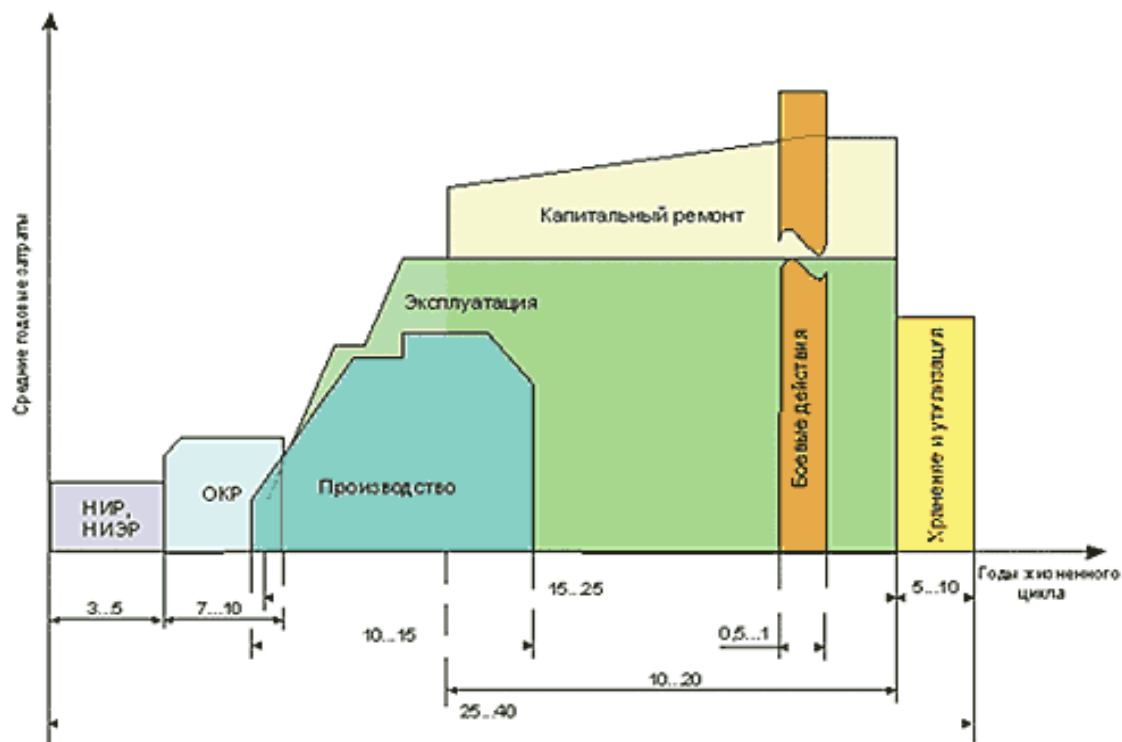 Средние годовые затраты
Капитальный ремонт
Эксплуатация
Боевые действия
Хранение и утилизация
ОКР
Производство
НИР,
НИЭР
Годы жизненного
цикла
15...25
5...10
3...5
7...10
10...15
0,5...1
10...20
25...40